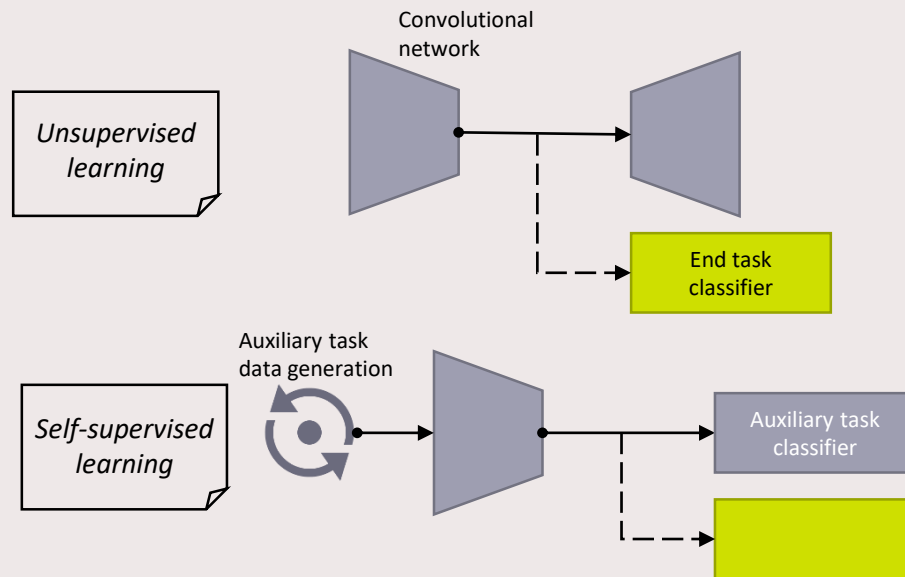 Convolutional
network
Unsupervised
learning
End task
classifier
Auxiliary task
data generation
Self-supervised
learning
Auxiliary task
classifier